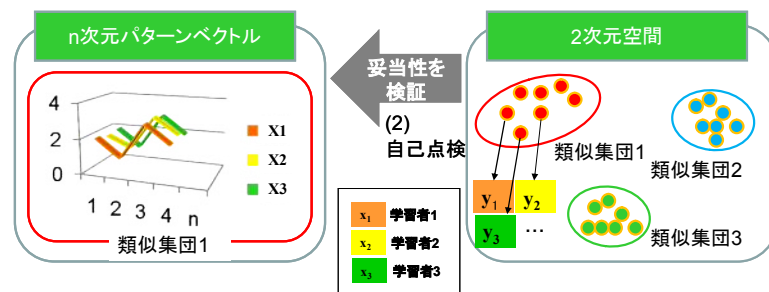 n次元パターンベクトル
4
2
0
1 2 3 4 n
X1
X2
X3
類似集団1
妥当性を
検証
(2)
自己点検
x1 学習者1
x2 学習者2
x3 学習者3
2次元空間
類似集団1
類似集団2
y1 y2
y3 …
類似集団3